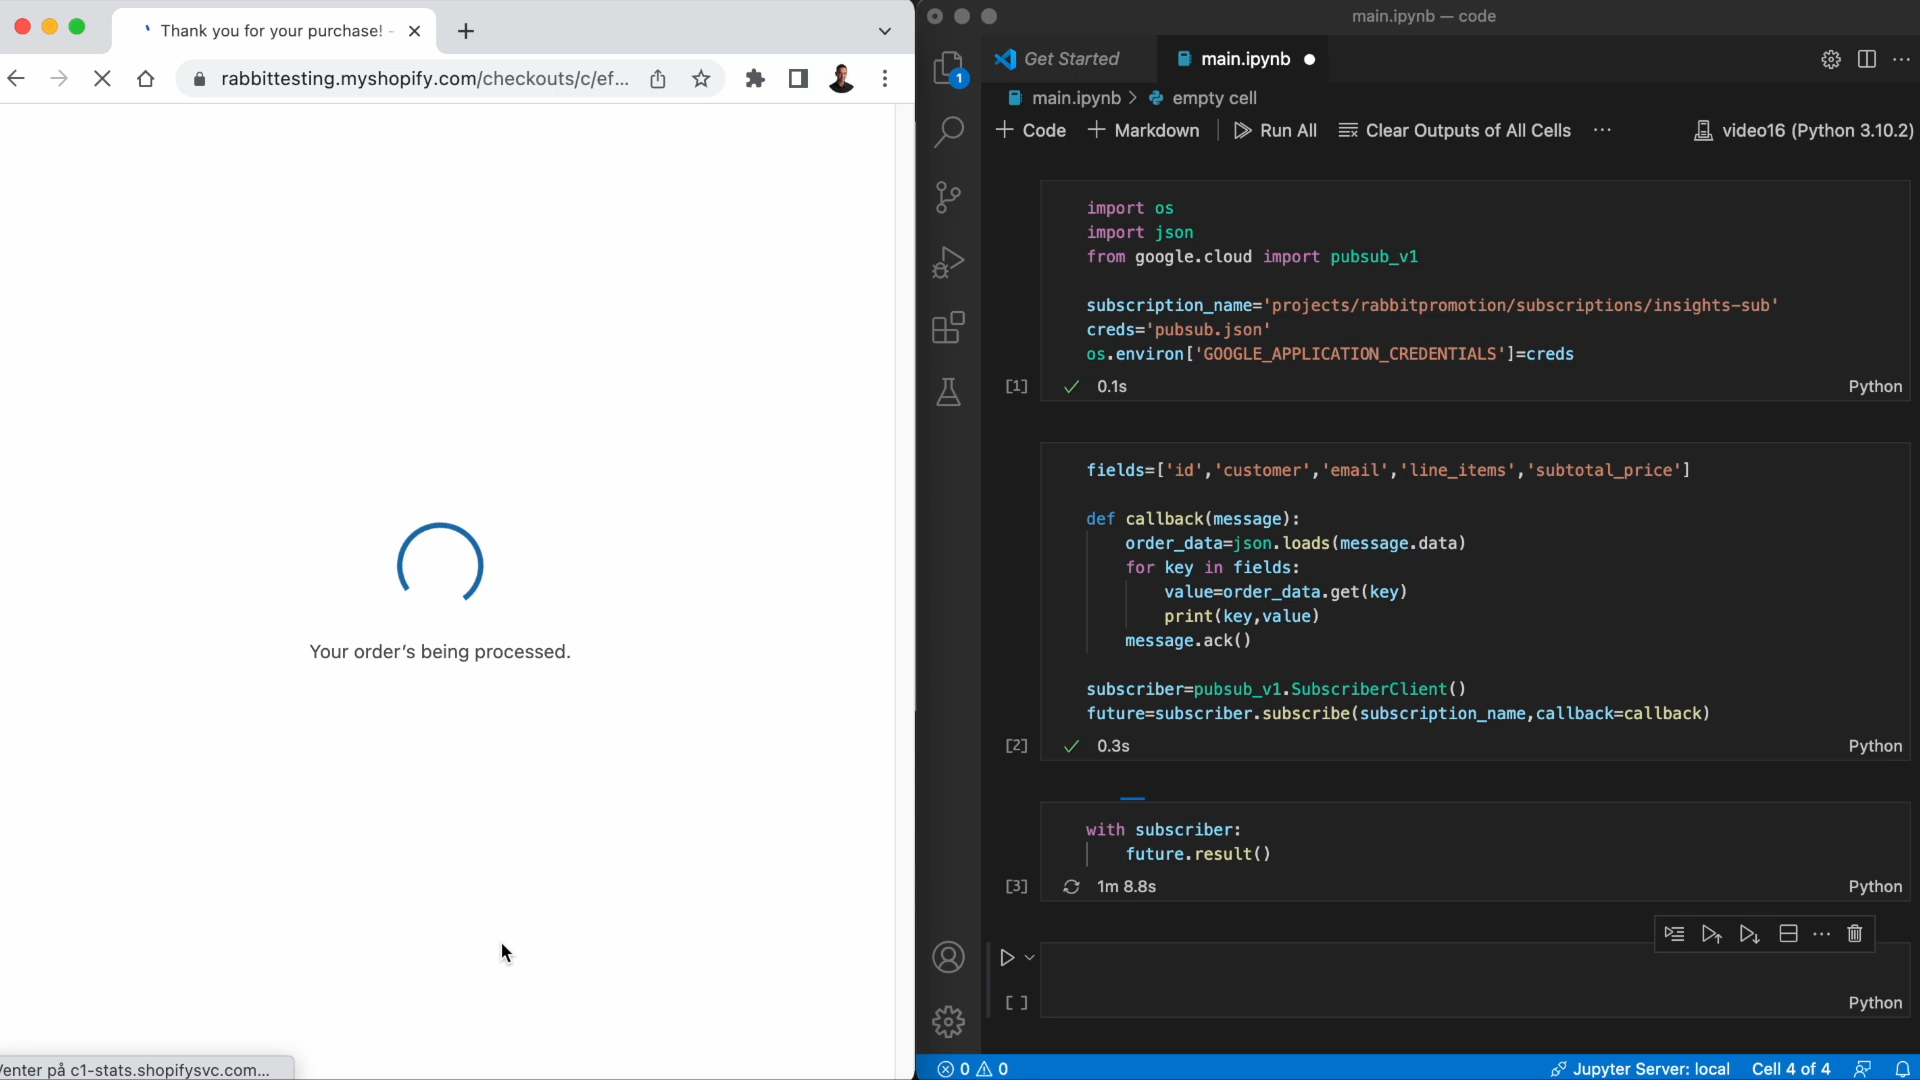 Thank you for your purchase! -
rabbittesting.myshopify.com/checkouts/c/ef...
Your order's being processed.
Venter på c1-stats.shopifysvc.com...
main.ipynb — code
1
Get Started
main.ipynb
main.ipynb > empty cell
Code
Markdown
Run All
Clear Outputs of All Cells
video16 (Python 3.10.2)
import os
import json
from google.cloud import pubsub_v1
subscription_name='projects/rabbitpromotion/subscriptions/insights-sub'
creds='pubsub.json'
os.environ['GOOGLE_APPLICATION_CREDENTIALS']=creds
[1] 0.1s Python
fields=['id','customer','email','line_items','subtotal_price']
def callback(message):
order_data=json.loads(message.data)
for key in fields:
value=order_data.get(key)
print(key,value)
message.ack()
subscriber=pubsub_v1.SubscriberClient()
future=subscriber.subscribe(subscription_name,callback=callback)
[2] 0.3s Python
with subscriber:
future.result()
[3] 1m 8.8s Python
[ ] Python
0 0 Jupyter Server: local Cell 4 of 4